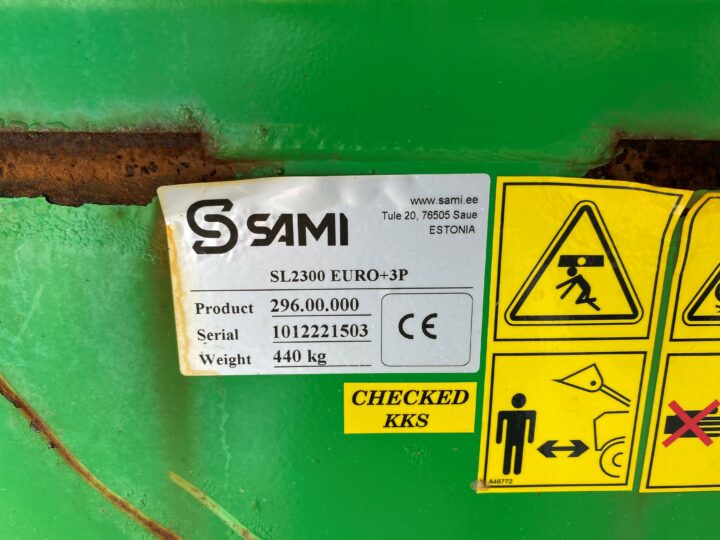 SAMI
www.sami.ee
Tule 20, 76505 Saue
ESTONIA
SL2300 EURO+3P
Product 296.00.000
Serial 1012221503
Weight 440 kg
CE
CHECKED
KKS
A46772